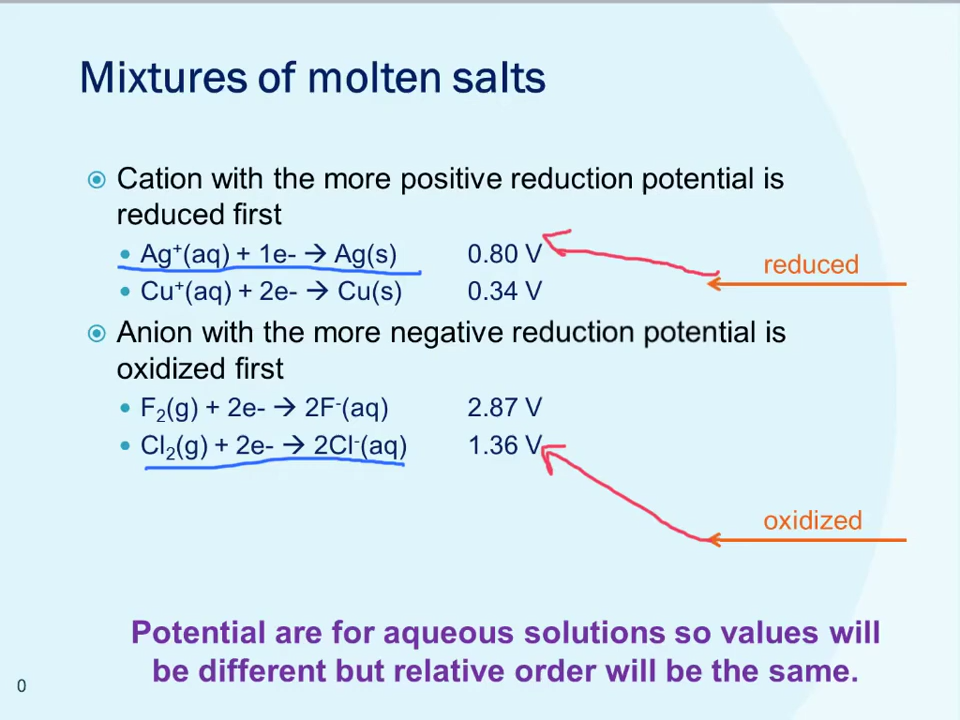 Mixtures of molten salts
Cation with the more positive reduction potential is
reduced first
Ag⁺(aq) + 1e- → Ag(s) 0.80 V
reduced
Cu⁺(aq) + 2e- → Cu(s) 0.34 V
Anion with the more negative reduction potential is
oxidized first
F₂(g) + 2e- → 2F⁻(aq) 2.87 V
Cl₂(g) + 2e- → 2Cl⁻(aq) 1.36 V
oxidized
Potential are for aqueous solutions so values will
be different but relative order will be the same.
0